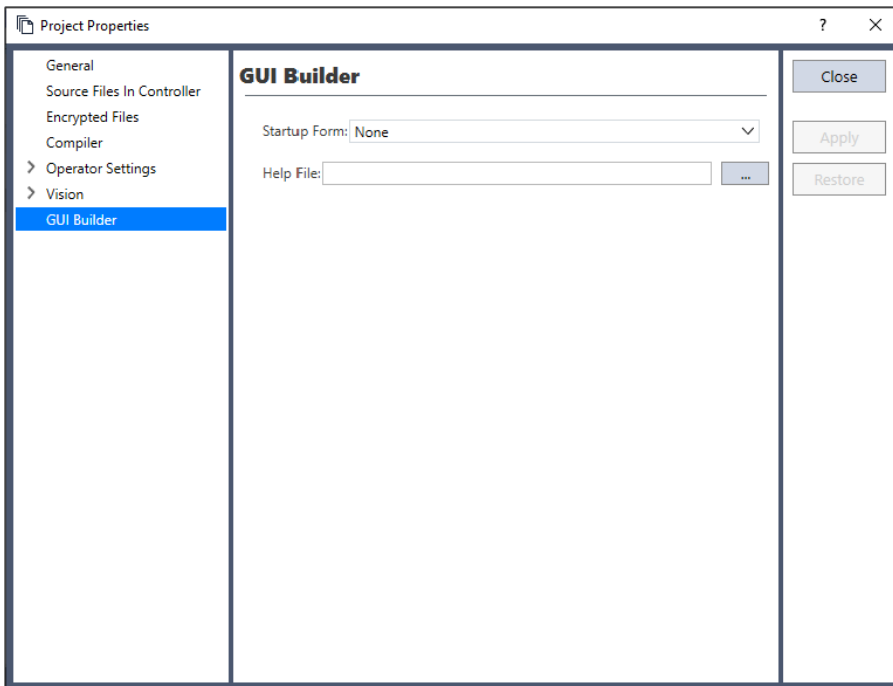 Project Properties
?
General
Source Files In Controller
Encrypted Files
Compiler
Operator Settings
Vision
GUI Builder
GUI Builder
Startup Form: None
Help File:
...
Close
Apply
Restore